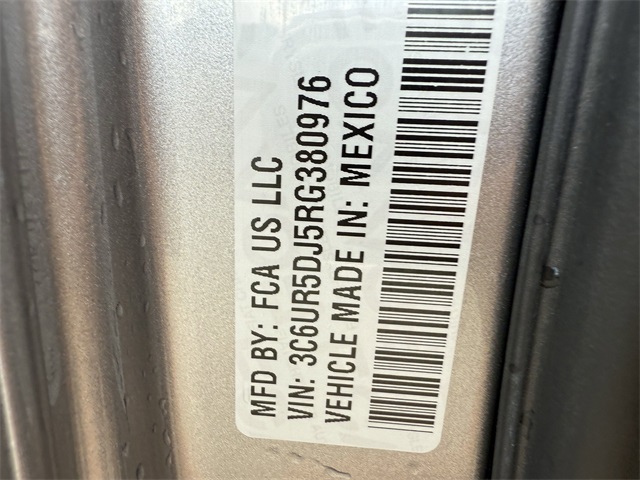 MFD BY: FCA US LLC
VIN: 3C6UR5DJ5RG380976
VEHICLE MADE IN: MEXICO